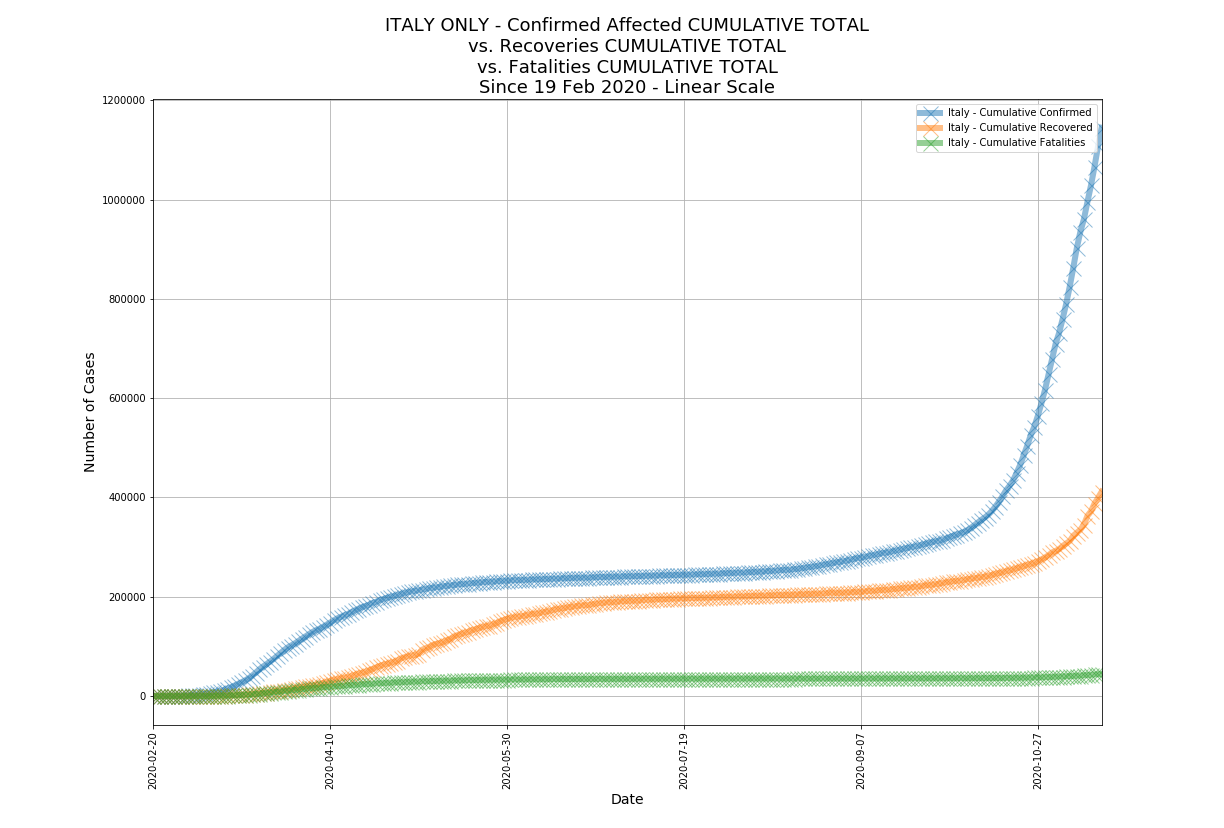 ITALY ONLY - Confirmed Affected CUMULATIVE TOTAL
vs. Recoveries CUMULATIVE TOTAL
vs. Fatalities CUMULATIVE TOTAL
Since 19 Feb 2020 - Linear Scale
Italy - Cumulative Confirmed
Italy - Cumulative Recovered
Italy - Cumulative Fatalities
Number of Cases
1200000
1000000
800000
600000
400000
200000
0
2020-02-20
2020-04-10
2020-05-30
2020-07-19
2020-09-07
2020-10-27
Date